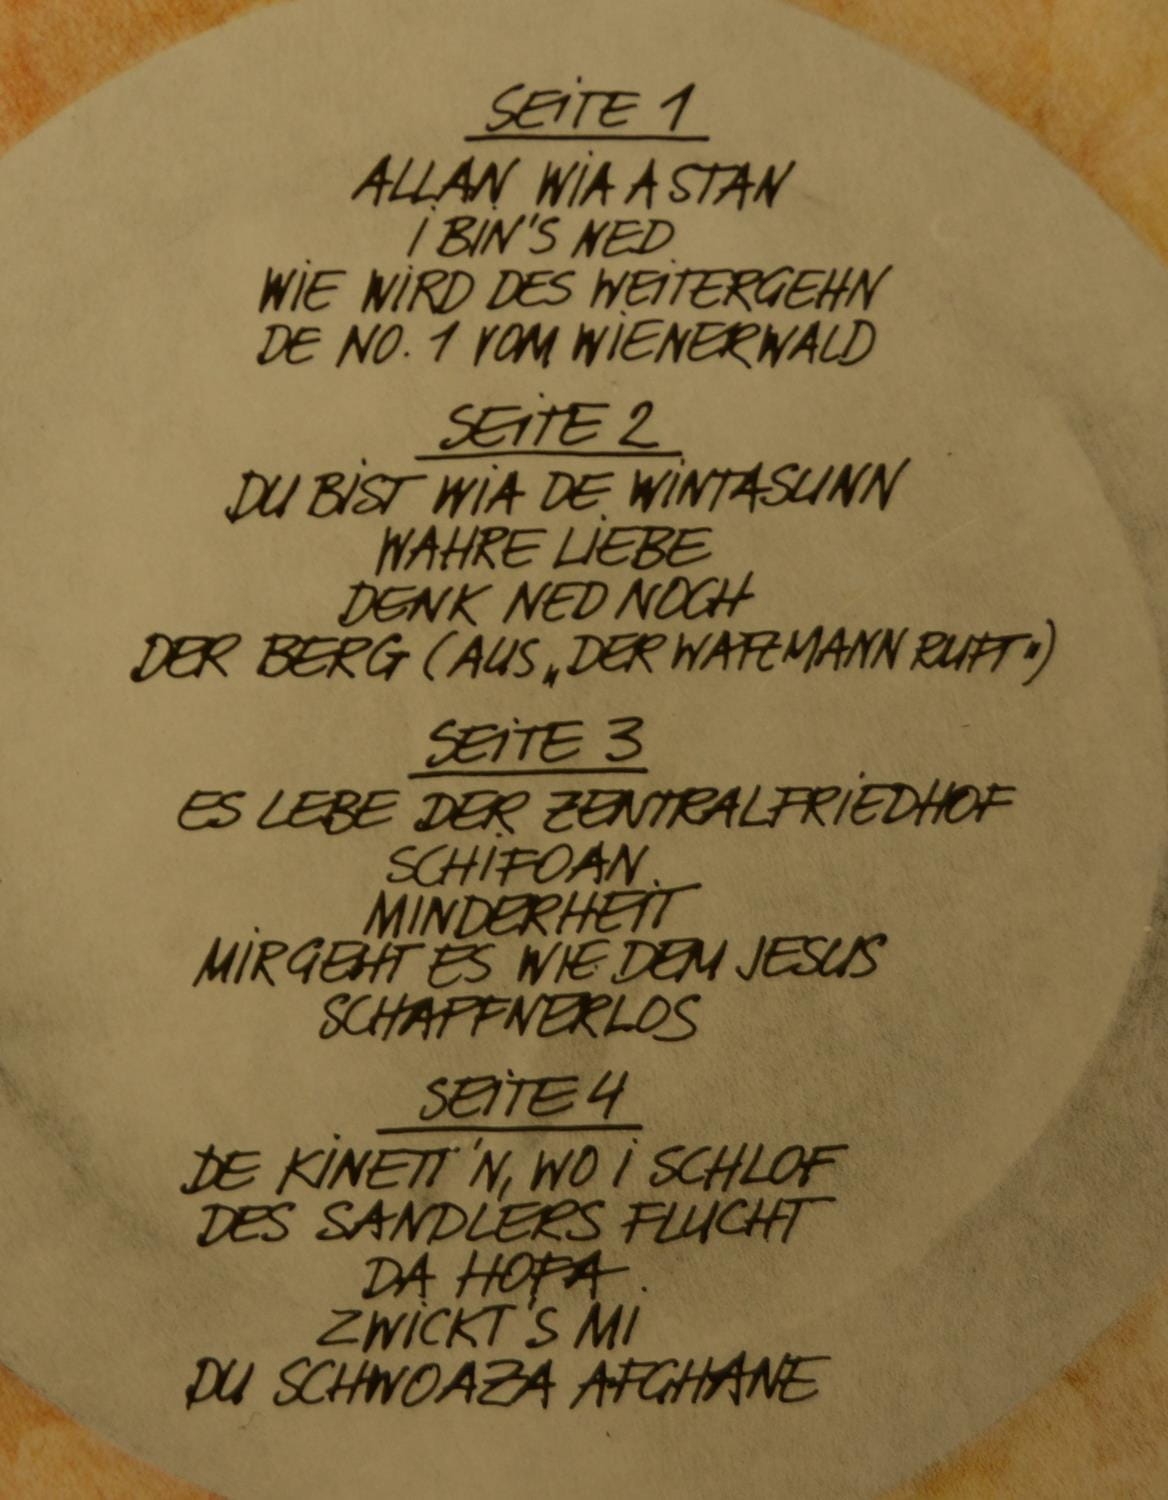 SEITE 1
ALLAN WIA A STAN
I BIN'S NED
WIE WIRD DES WEITERGEHN
DE NO. 1 VOM WIENERWALD
SEITE 2
DU BIST WIA DE WINTASUNN
WAHRE LIEBE
DENK NED NOCH
DER BERG (AUS „DER WATZMANN RUFT")
SEITE 3
ES LEBE DER ZENTRALFRIEDHOF
SCHIFOAN
MINDERHEIT
MIR GEHT ES WIE DEM JESUS
SCHAFFNERLOS
SEITE 4
DE KINETT'N, WO I SCHLOF
DES SANDLERS FLUCHT
DA HOFA
ZWICKT'S MI
DU SCHWOAZA AFGHANE